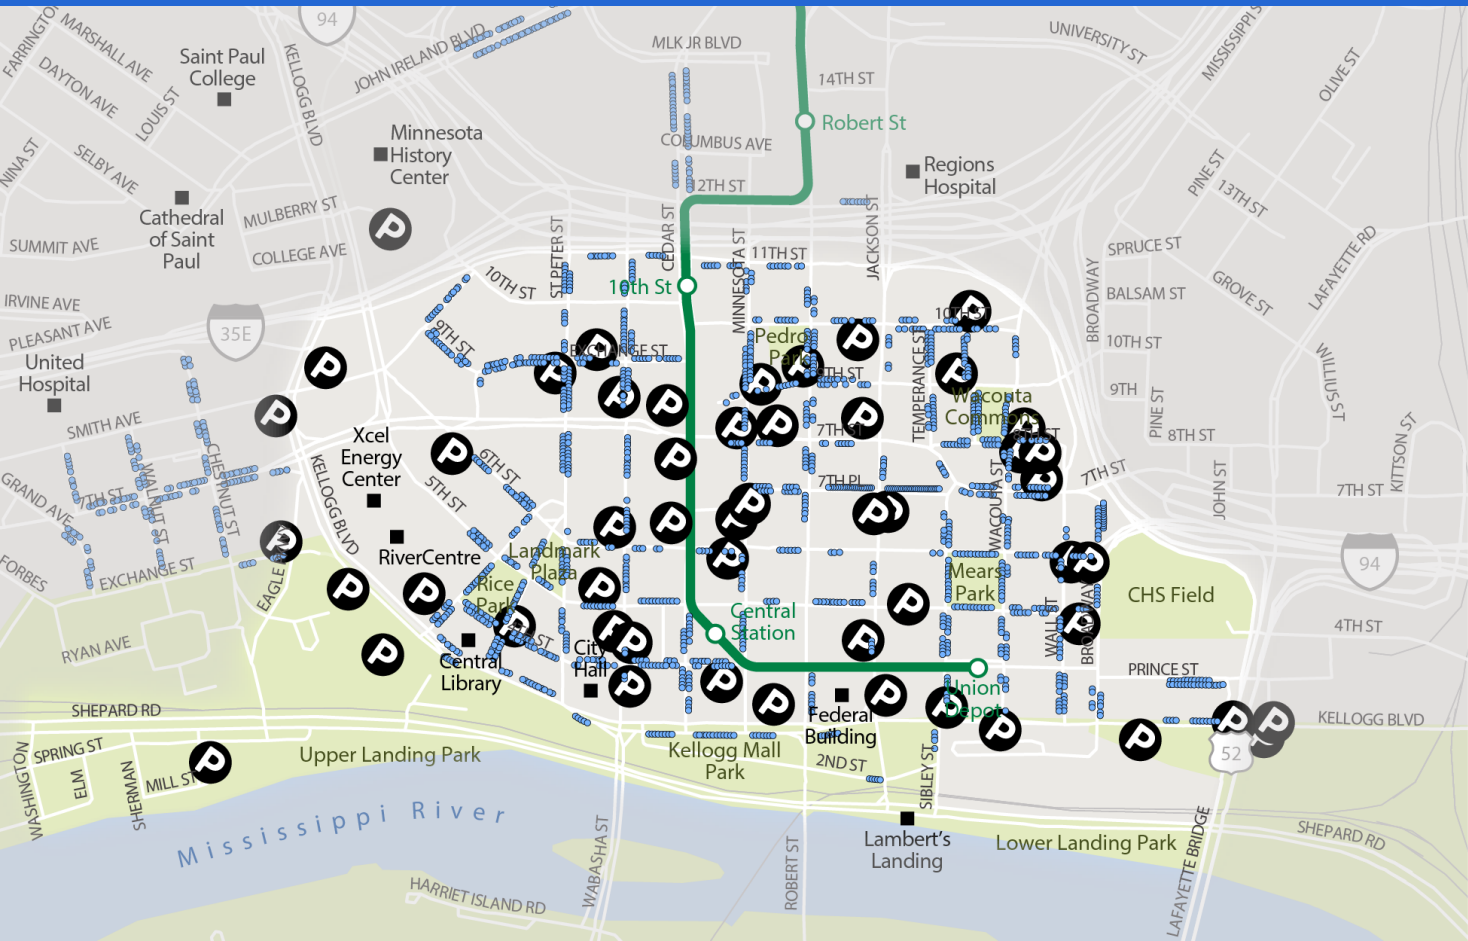 94
FARRINGTON
MARSHALL AVE
Saint Paul
College
KELLOGG BLVD
JOHN IRELAND BLVD
MLK JR BLVD
UNIVERSITY ST
MISSISSIPPI S
OLIVE ST
DAYTON AVE
LOUIS ST
14TH ST
Robert St
NINA ST
SELBY AVE
Minnesota
History
Center
COLUMBUS AVE
12TH ST
Regions
Hospital
PINE ST
13TH ST
Cathedral
of Saint
Paul
MULBERRY ST
COLLEGE AVE
SUMMIT AVE
P
ST PETER ST
CEDAR ST
MINNESOTA ST
11TH ST
JACKSON ST
BROADWAY
SPRUCE ST
LAFAYETTE RD
GROVE ST
BALSAM ST
10TH ST
10th St
IRVINE AVE
PLEASANT AVE
35E
9TH ST
EXCHANGE ST
Pedro
Park
9TH ST
TEMPERANCE ST
10TH ST
10TH ST
WILLIUS ST
United
Hospital
SMITH AVE
Wacouta
Commons
9TH
PINE ST
8TH ST
8TH ST
KITTSON ST
Xcel
Energy
Center
6TH ST
5TH ST
7TH ST
7TH PL
WACOUTA ST
7TH ST
JOHN ST
7TH ST
GRAND AVE
7TH ST
WALNUT ST
CHESTNUT ST
KELLOGG BLVD
RiverCentre
Landmark
Plaza
Rice
Park
Mears
Park
CHS Field
94
FORBES
EXCHANGE ST
EAGLE
Central
Station
WALL ST
BROADWAY
4TH ST
RYAN AVE
4TH ST
City
Hall
Central
Library
PRINCE ST
Union
Depot
SHEPARD RD
Federal
Building
KELLOGG BLVD
WASHINGTON
SPRING ST
ELM
SHERMAN
MILL ST
Upper Landing Park
Kellogg Mall
Park
2ND ST
SIBLEY ST
52
Mississippi River
WABASHA ST
ROBERT ST
Lambert's
Landing
Lower Landing Park
LAFAYETTE BRIDGE
SHEPARD RD
HARRIET ISLAND RD